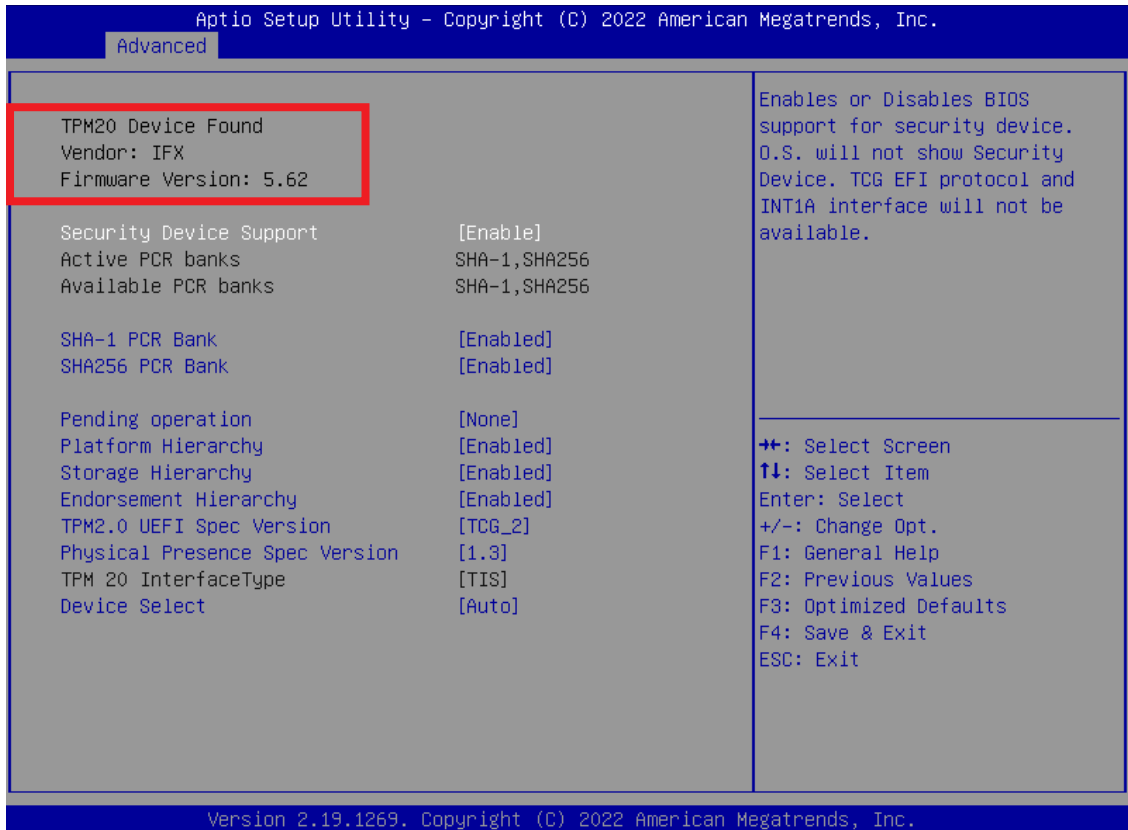 Aptio Setup Utility – Copyright (C) 2022 American Megatrends, Inc.
Advanced
TPM20 Device Found
Vendor: IFX
Firmware Version: 5.62
Security Device Support [Enable]
Active PCR banks SHA-1,SHA256
Available PCR banks SHA-1,SHA256
SHA-1 PCR Bank [Enabled]
SHA256 PCR Bank [Enabled]
Pending operation [None]
Platform Hierarchy [Enabled]
Storage Hierarchy [Enabled]
Endorsement Hierarchy [Enabled]
TPM2.0 UEFI Spec Version [TCG_2]
Physical Presence Spec Version [1.3]
TPM 20 InterfaceType [TIS]
Device Select [Auto]
Enables or Disables BIOS
support for security device.
O.S. will not show Security
Device. TCG EFI protocol and
INT1A interface will not be
available.
→←: Select Screen
↑↓: Select Item
Enter: Select
+/-: Change Opt.
F1: General Help
F2: Previous Values
F3: Optimized Defaults
F4: Save & Exit
ESC: Exit
Version 2.19.1269. Copyright (C) 2022 American Megatrends, Inc.